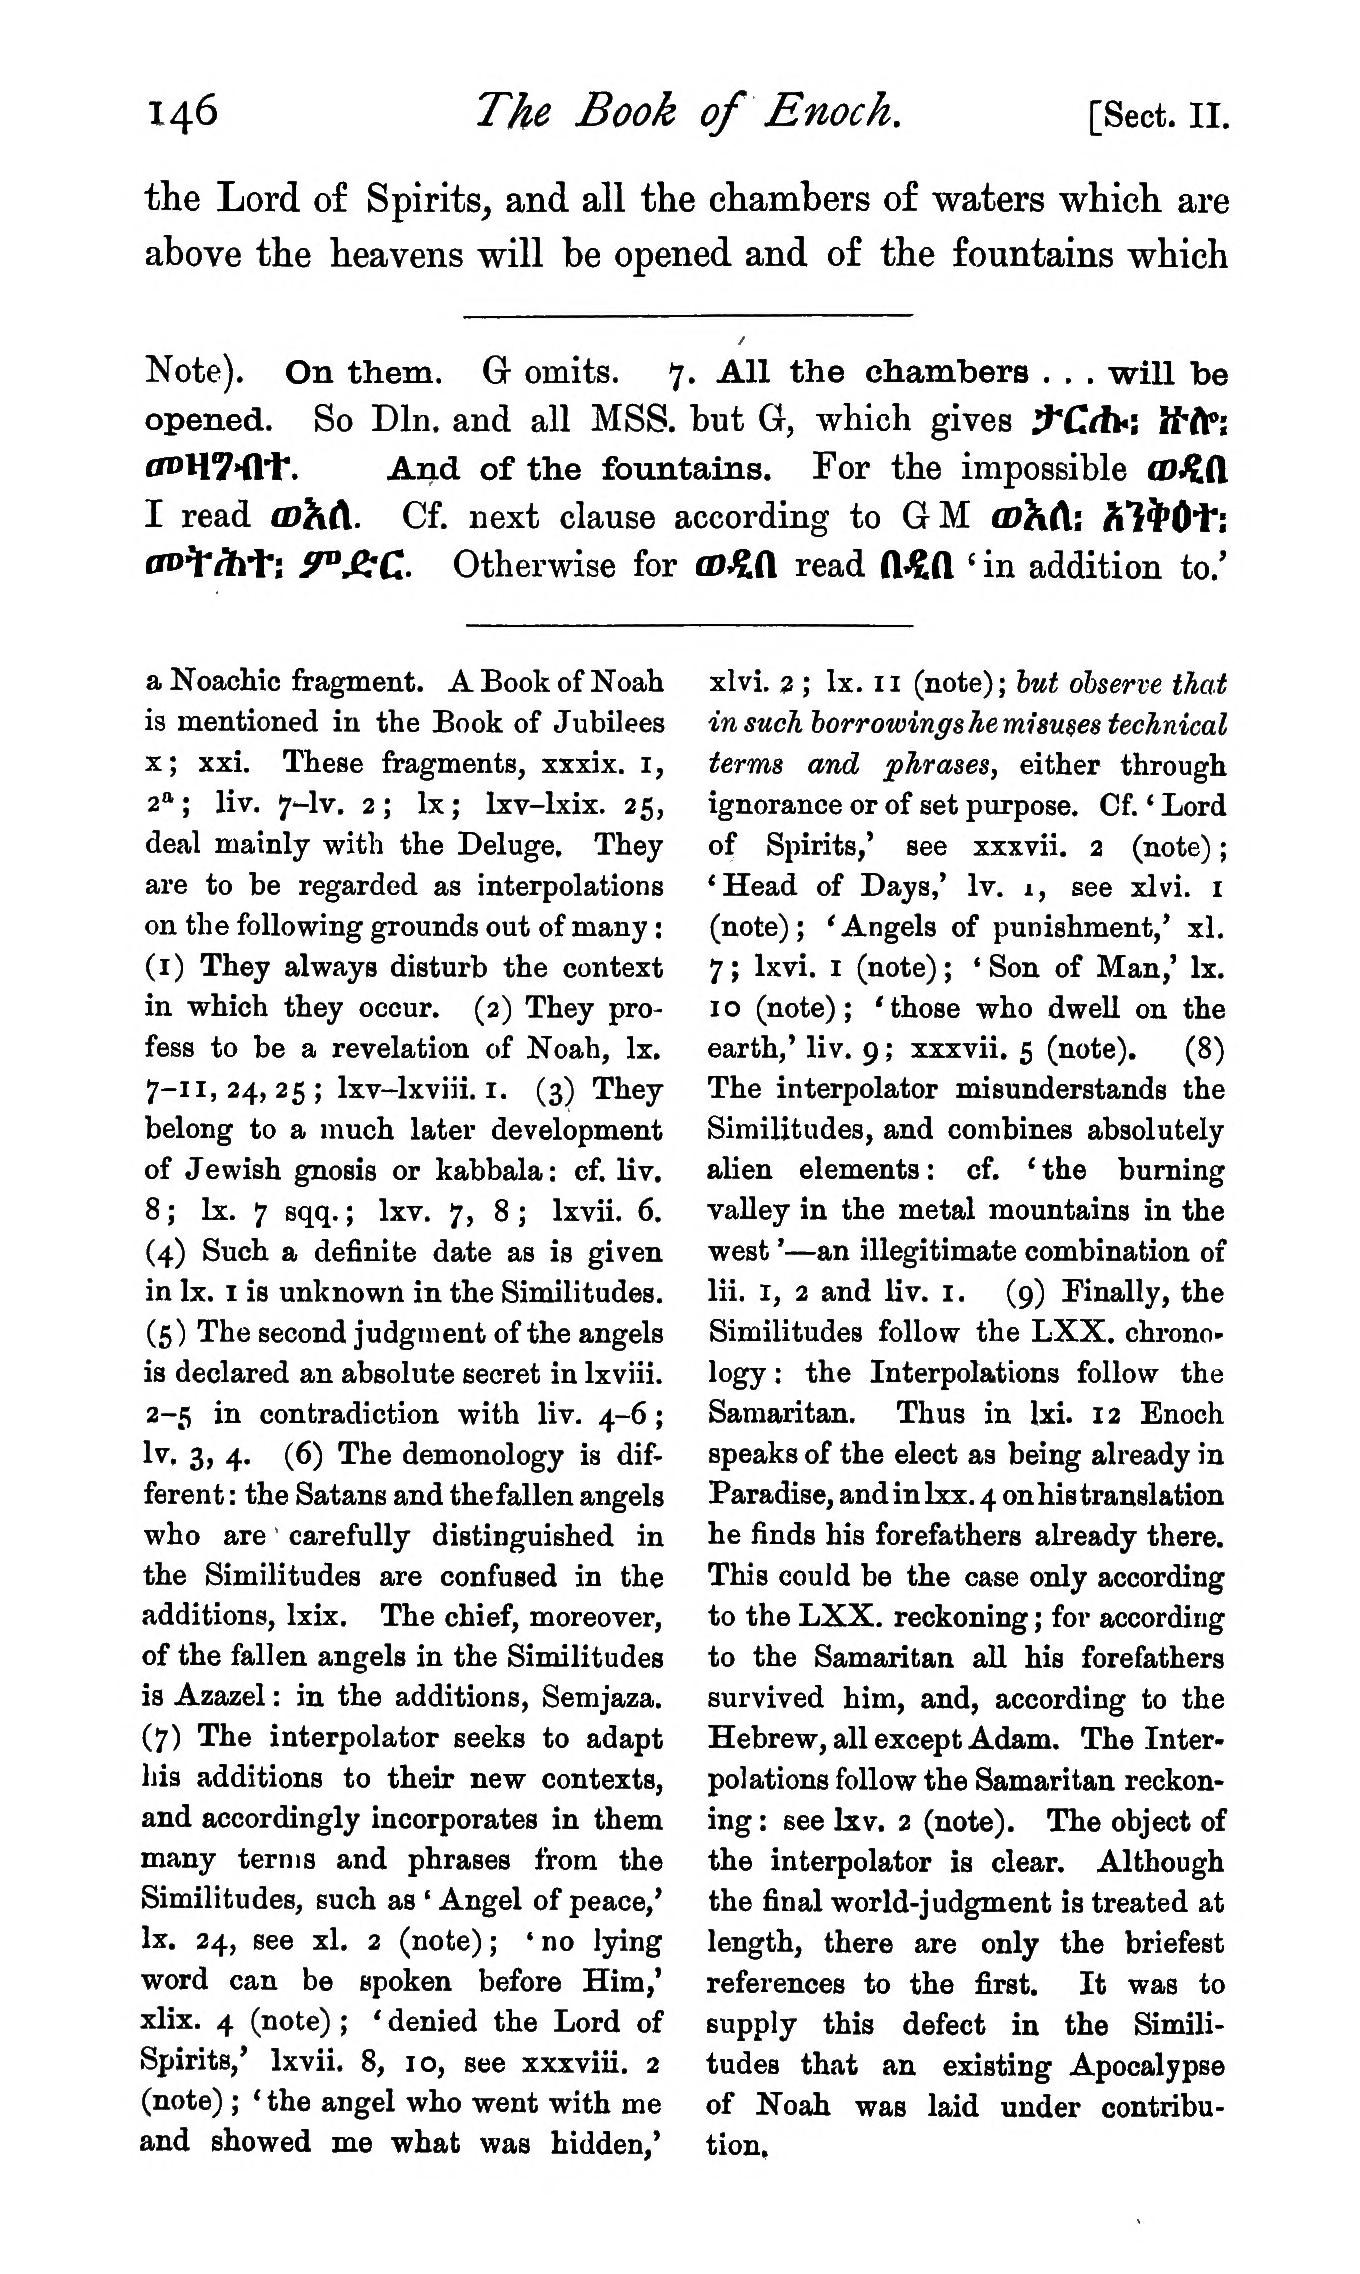 146 The Book of Enoch. [Sect. II.
the Lord of Spirits, and all the chambers of waters which are
above the heavens will be opened and of the fountains which
Note). On them. G omits. 7. All the chambers . . . will be
opened. So Dln. and all MSS. but G, which gives ታርሑ፡ ኵሎ፡
መዛግብተ. And of the fountains. For the impossible ወዲበ
I read ወእለ. Cf. next clause according to G M ወእለ፡ አንቅዕተ፡
መትሕተ፡ ምድር. Otherwise for ወዲበ read በዲበ ‘in addition to.’
a Noachic fragment. A Book of Noah
is mentioned in the Book of Jubilees
x; xxi. These fragments, xxxix. 1,
2ª; liv. 7–lv. 2; lx; lxv–lxix. 25,
deal mainly with the Deluge. They
are to be regarded as interpolations
on the following grounds out of many:
(1) They always disturb the context
in which they occur. (2) They pro-
fess to be a revelation of Noah, lx.
7–11, 24, 25; lxv–lxviii. 1. (3) They
belong to a much later development
of Jewish gnosis or kabbala: cf. liv.
8; lx. 7 sqq.; lxv. 7, 8; lxvii. 6.
(4) Such a definite date as is given
in lx. 1 is unknown in the Similitudes.
(5) The second judgment of the angels
is declared an absolute secret in lxviii.
2–5 in contradiction with liv. 4–6;
lv. 3, 4. (6) The demonology is dif-
ferent: the Satans and the fallen angels
who are carefully distinguished in
the Similitudes are confused in the
additions, lxix. The chief, moreover,
of the fallen angels in the Similitudes
is Azazel: in the additions, Semjaza.
(7) The interpolator seeks to adapt
his additions to their new contexts,
and accordingly incorporates in them
many terms and phrases from the
Similitudes, such as ‘Angel of peace,’
lx. 24, see xl. 2 (note); ‘no lying
word can be spoken before Him,’
xlix. 4 (note); ‘denied the Lord of
Spirits,’ lxvii. 8, 10, see xxxviii. 2
(note); ‘the angel who went with me
and showed me what was hidden,’
xlvi. 2; lx. 11 (note); but observe that
in such borrowings he misuses technical
terms and phrases, either through
ignorance or of set purpose. Cf. ‘Lord
of Spirits,’ see xxxvii. 2 (note);
‘Head of Days,’ lv. 1, see xlvi. 1
(note); ‘Angels of punishment,’ xl.
7; lxvi. 1 (note); ‘Son of Man,’ lx.
10 (note); ‘those who dwell on the
earth,’ liv. 9; xxxvii. 5 (note). (8)
The interpolator misunderstands the
Similitudes, and combines absolutely
alien elements: cf. ‘the burning
valley in the metal mountains in the
west’—an illegitimate combination of
lii. 1, 2 and liv. 1. (9) Finally, the
Similitudes follow the LXX. chrono-
logy: the Interpolations follow the
Samaritan. Thus in lxi. 12 Enoch
speaks of the elect as being already in
Paradise, and in lxx. 4 on his translation
he finds his forefathers already there.
This could be the case only according
to the LXX. reckoning; for according
to the Samaritan all his forefathers
survived him, and, according to the
Hebrew, all except Adam. The Inter-
polations follow the Samaritan reckon-
ing: see lxv. 2 (note). The object of
the interpolator is clear. Although
the final world-judgment is treated at
length, there are only the briefest
references to the first. It was to
supply this defect in the Simili-
tudes that an existing Apocalypse
of Noah was laid under contribu-
tion.